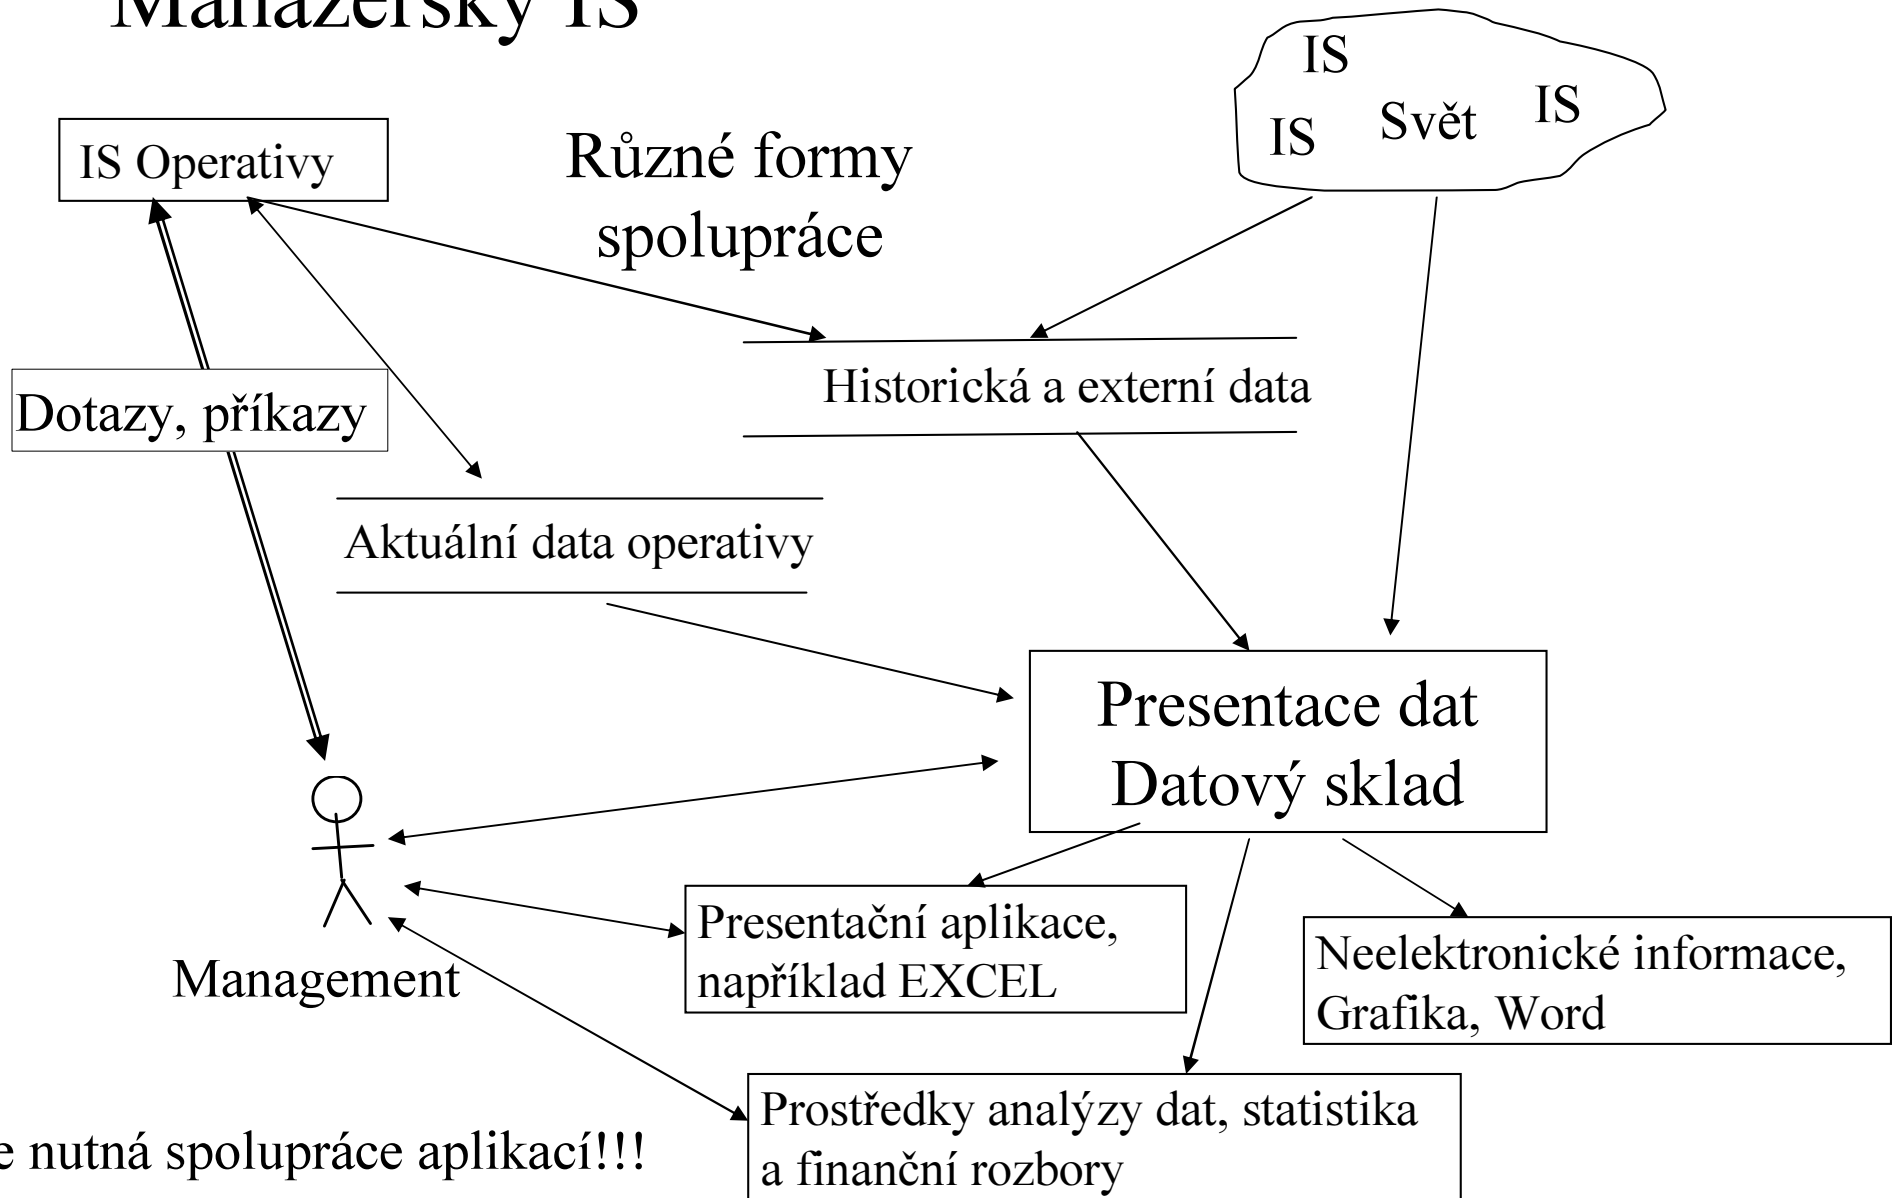 Manažerský IS
IS
IS
Svět
IS
IS Operativy
Různé formy
spolupráce
Historická a externí data
Dotazy, příkazy
Aktuální data operativy
Presentace dat
Datový sklad
Presentační aplikace,
například EXCEL
Neelektronické informace,
Grafika, Word
Management
Prostředky analýzy dat, statistika
a finanční rozbory
e nutná spolupráce aplikací!!!